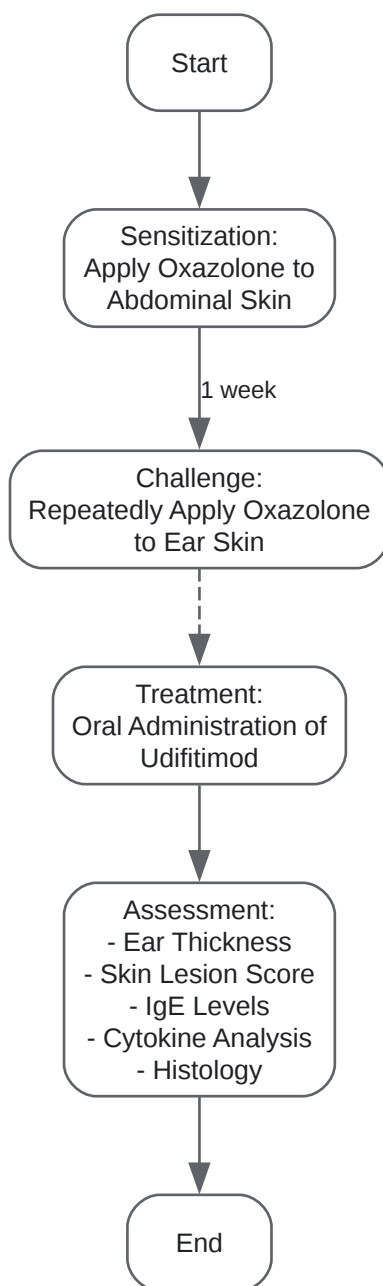 Start
Sensitization:
Apply Oxazolone to
Abdominal Skin
1 week
Challenge:
Repeatedly Apply Oxazolone
to Ear Skin
Treatment:
Oral Administration of
Udifitimod
Assessment:
- Ear Thickness
- Skin Lesion Score
- IgE Levels
- Cytokine Analysis
- Histology
End